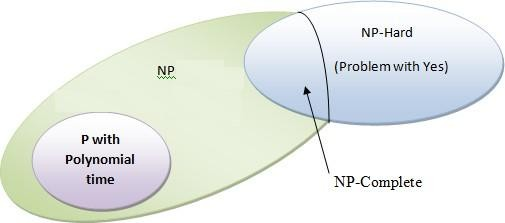 NP-Hard
(Problem with Yes)
NP
P with
Polynomial
time
NP-Complete